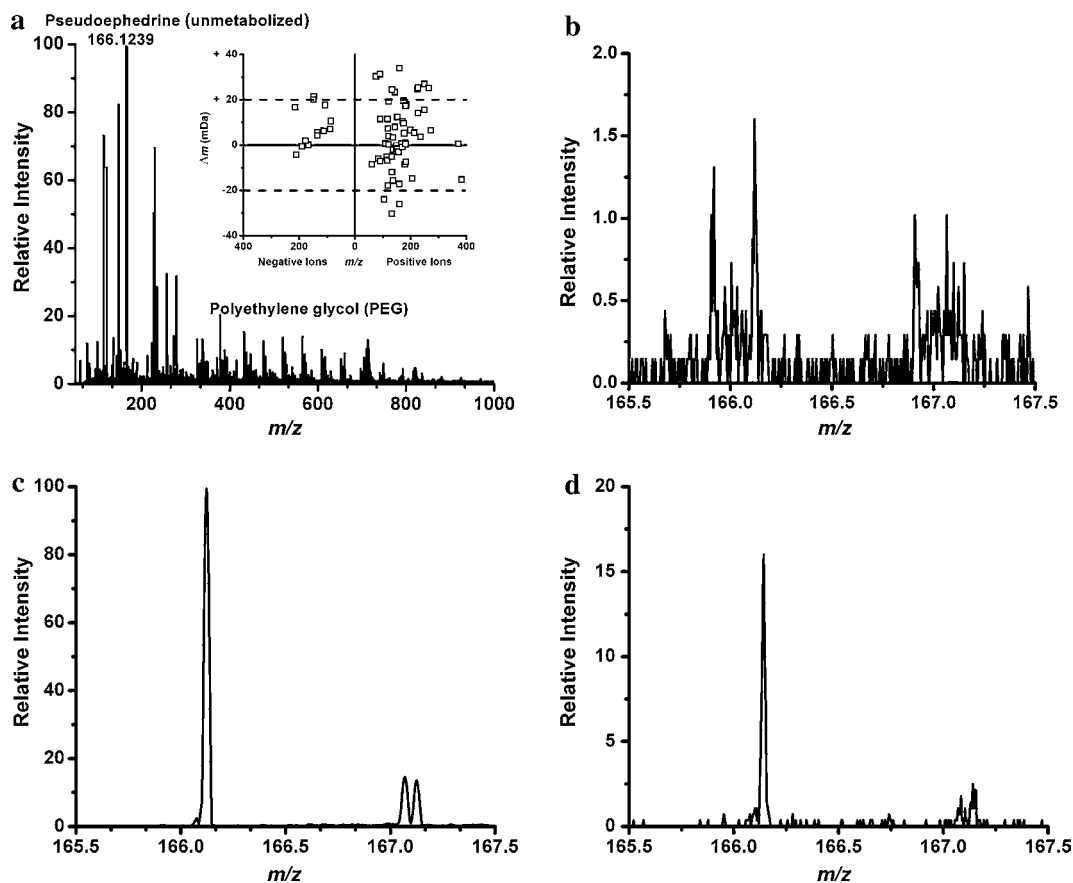 a
Pseudoephedrine (unmetabolized)
166.1239
100
80
60
40
20
0
Relative Intensity
200
400
600
800
1000
m/z
Polyethylene glycol (PEG)
+ 40
+ 20
0
-20
-40
Δm (mDa)
400
200
0
200
400
Negative Ions
m/z
Positive Ions
b
2.0
1.5
1.0
0.5
0.0
Relative Intensity
165.5
166.0
166.5
167.0
167.5
m/z
c
100
80
60
40
20
0
Relative Intensity
165.5
166.0
166.5
167.0
167.5
m/z
d
20
15
10
5
0
Relative Intensity
165.5
166.0
166.5
167.0
167.5
m/z